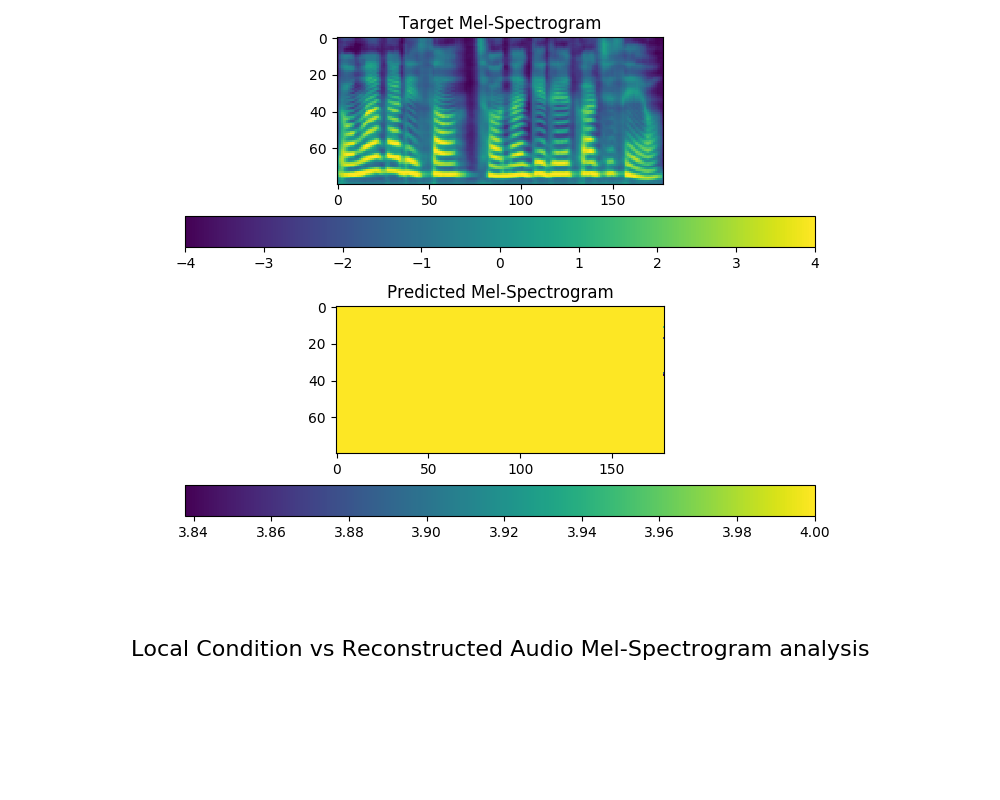 Target Mel-Spectrogram
0
20
40
60
0 50 100 150
−4 −3 −2 −1 0 1 2 3 4
Predicted Mel-Spectrogram
0
20
40
60
0 50 100 150
3.84 3.86 3.88 3.90 3.92 3.94 3.96 3.98 4.00
Local Condition vs Reconstructed Audio Mel-Spectrogram analysis